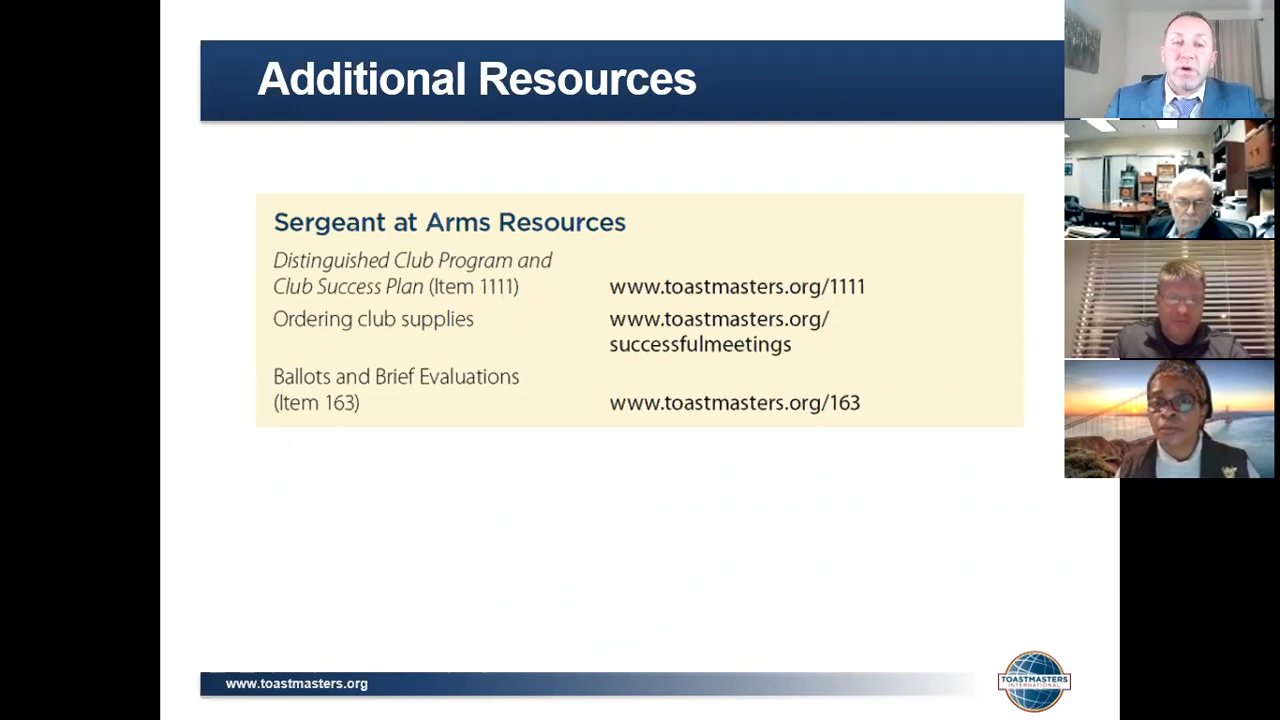 Additional Resources
Sergeant at Arms Resources
Distinguished Club Program and
Club Success Plan (Item 1111)
www.toastmasters.org/1111
Ordering club supplies
www.toastmasters.org/
successfulmeetings
Ballots and Brief Evaluations
(Item 163)
www.toastmasters.org/163
www.toastmasters.org
TOASTMASTERS
INTERNATIONAL